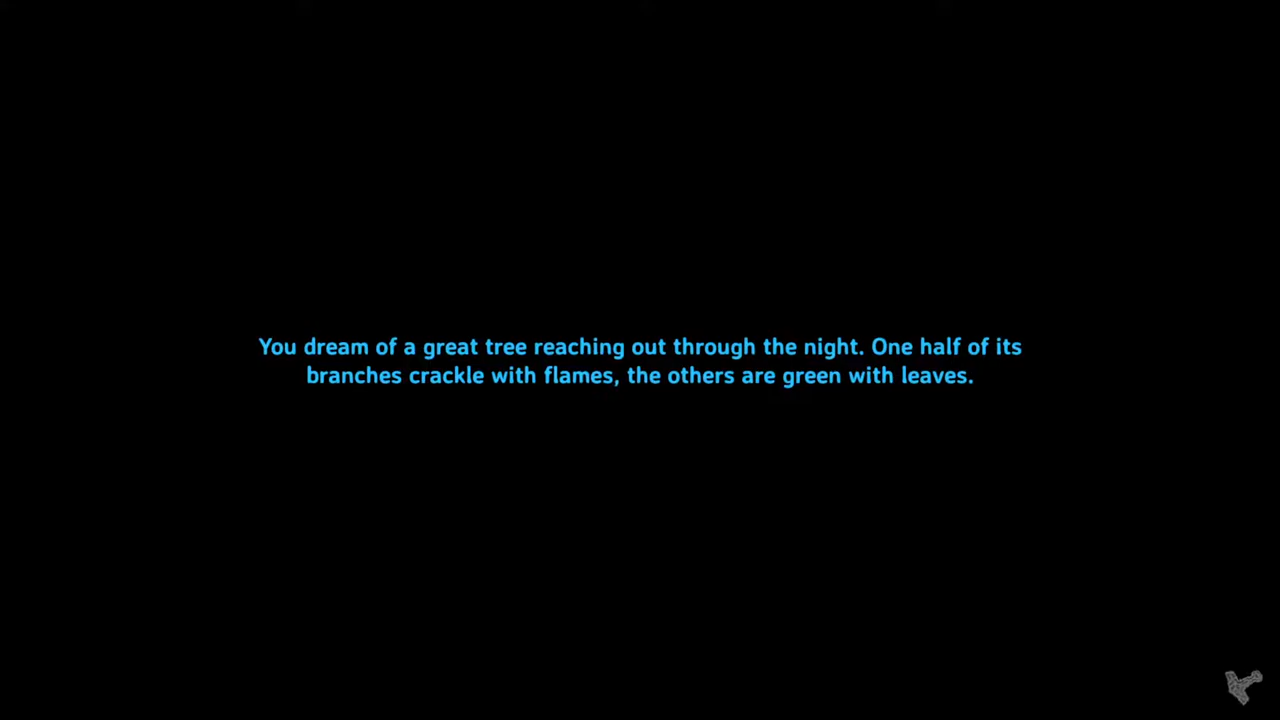 You dream of a great tree reaching out through the night. One half of its
branches crackle with flames, the others are green with leaves.